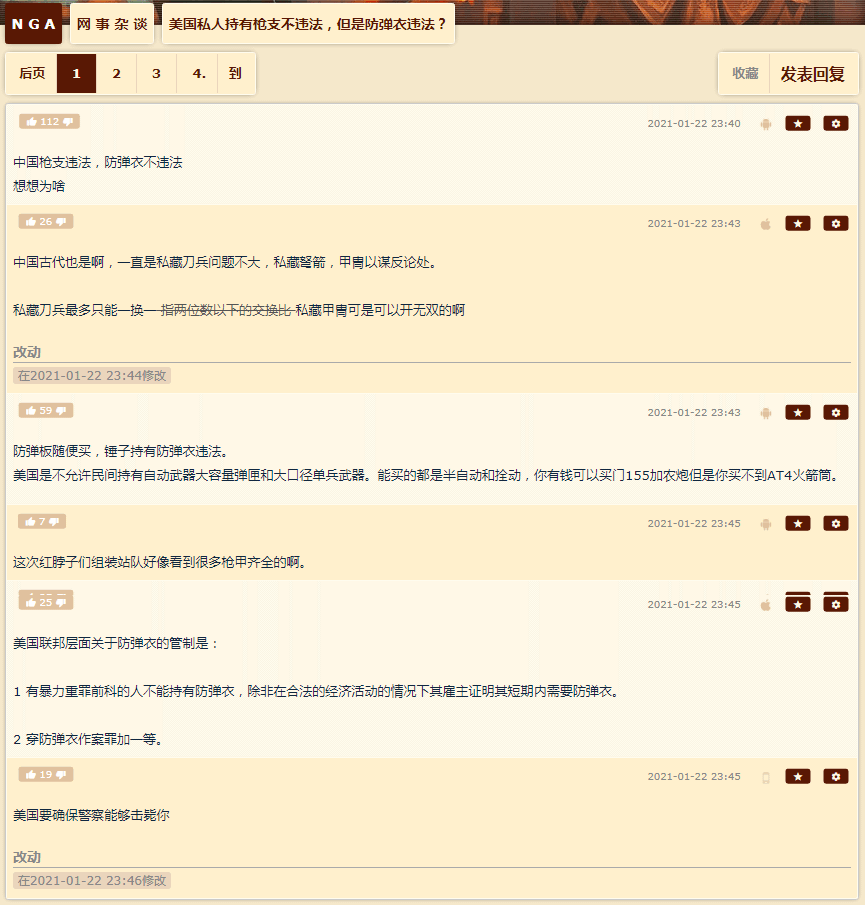 NGA 网事杂谈 美国私人持有枪支不违法，但是防弹衣违法？
后页 1 2 3 4. 到 收藏 发表回复
112 2021-01-22 23:40
中国枪支违法，防弹衣不违法
想想为啥
26 2021-01-22 23:43
中国古代也是啊，一直是私藏刀兵问题不大，私藏弩箭，甲胄以谋反论处。
私藏刀兵最多只能一换一 指两位数以下的交换比 私藏甲胄可是可以开无双的啊
改动
在2021-01-22 23:44修改
59 2021-01-22 23:43
防弹板随便买，锤子持有防弹衣违法。
美国是不允许民间持有自动武器大容量弹匣和大口径单兵武器。能买的都是半自动和拴动，你有钱可以买门155加农炮但是你买不到AT4火箭筒。
7 2021-01-22 23:45
这次红脖子们组装站队好像看到很多枪甲齐全的啊。
25 2021-01-22 23:45
美国联邦层面关于防弹衣的管制是：
1 有暴力重罪前科的人不能持有防弹衣，除非在合法的经济活动的情况下其雇主证明其短期内需要防弹衣。
2 穿防弹衣作案罪加一等。
19 2021-01-22 23:45
美国要确保警察能够击毙你
改动
在2021-01-22 23:46修改